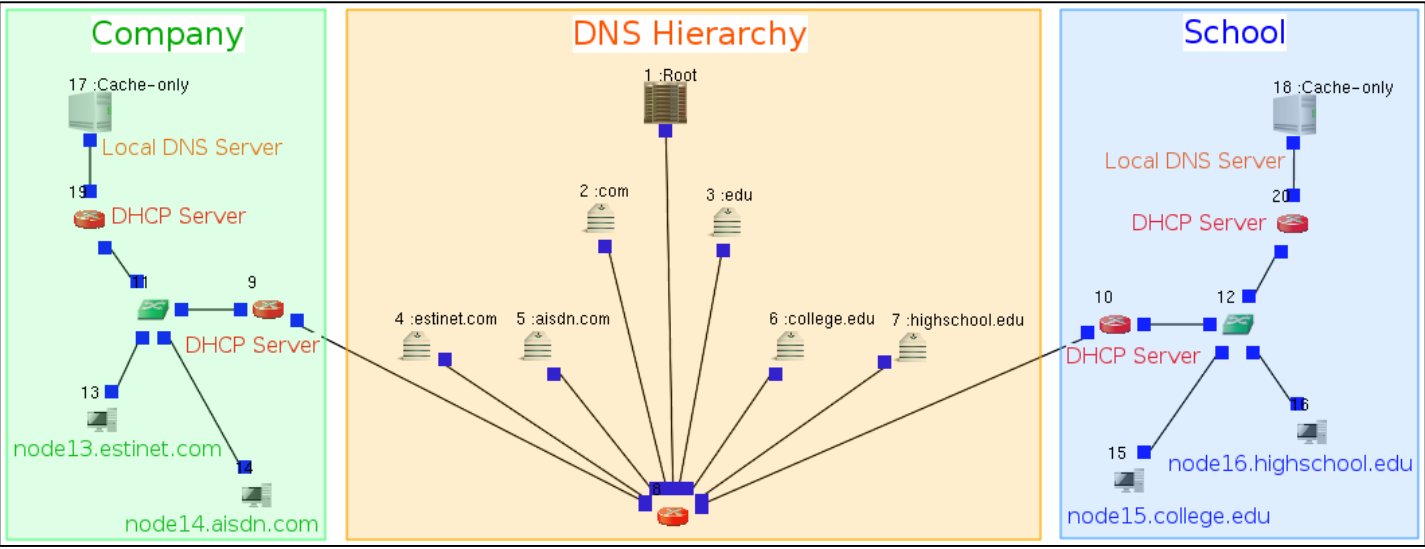 Company
17 :Cache-only
Local DNS Server
19
DHCP Server
11
9
DHCP Server
13
node13.estinet.com
14
node14.aisdn.com
DNS Hierarchy
1 :Root
2 :com
3 :edu
4 :estinet.com
5 :aisdn.com
6 :college.edu
7 :highschool.edu
8
School
18 :Cache-only
Local DNS Server
20
DHCP Server
10
12
DHCP Server
16
node16.highschool.edu
15
node15.college.edu